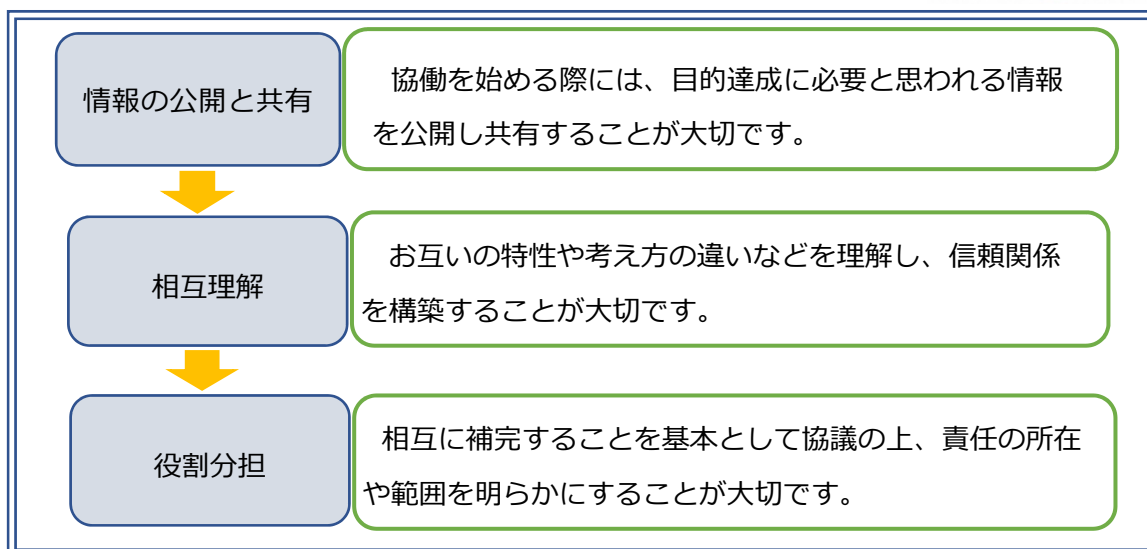 情報の公開と共有
協働を始める際には、目的達成に必要と思われる情報
を公開し共有することが大切です。
相互理解
お互いの特性や考え方の違いなどを理解し、信頼関係
を構築することが大切です。
役割分担
相互に補完することを基本として協議の上、責任の所在
や範囲を明らかにすることが大切です。